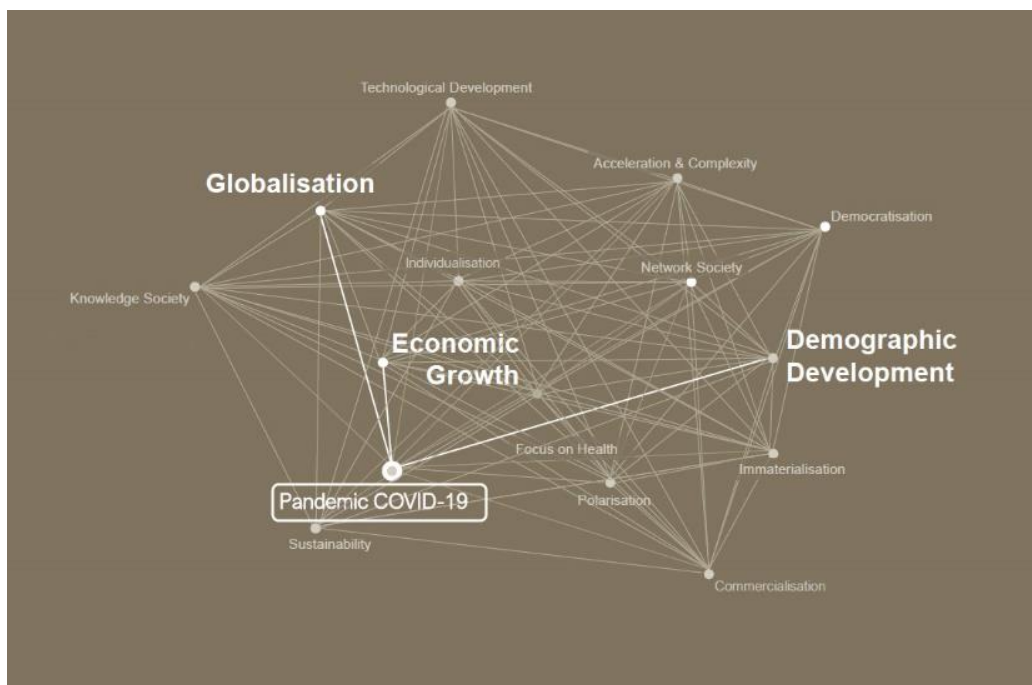 Technological Development
Acceleration & Complexity
Globalisation
Democratisation
Individualisation
Network Society
Knowledge Society
Economic
Growth
Demographic
Development
Focus on Health
Immaterialisation
Pandemic COVID-19
Polarisation
Sustainability
Commercialisation